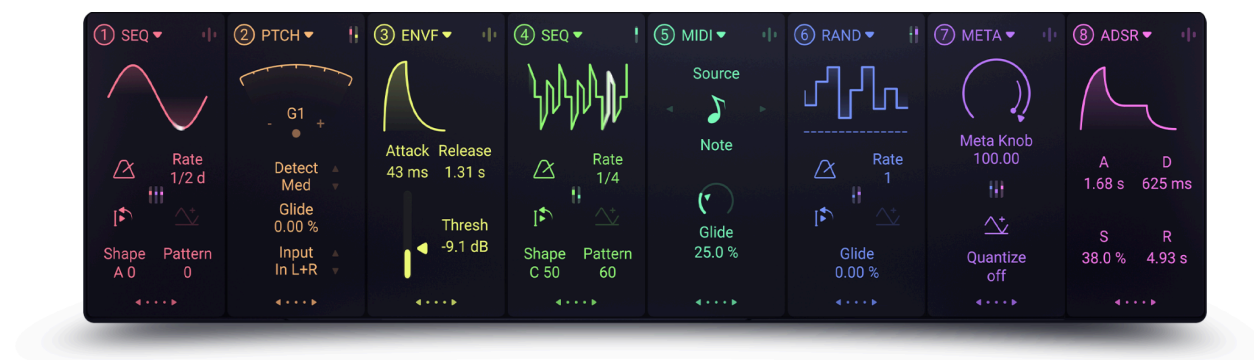 1 SEQ
2 PTCH
3 ENVF
4 SEQ
5 MIDI
6 RAND
7 META
8 ADSR
Rate
1/2 d
Shape
A 0
Pattern
0
G1
- +
Detect
Med
Glide
0.00 %
Input
In L+R
Attack
43 ms
Release
1.31 s
Thresh
-9.1 dB
Rate
1/4
Shape
C 50
Pattern
60
Source
Note
Glide
25.0 %
Rate
1
Glide
0.00 %
Meta Knob
100.00
Quantize
off
A
1.68 s
D
625 ms
S
38.0 %
R
4.93 s